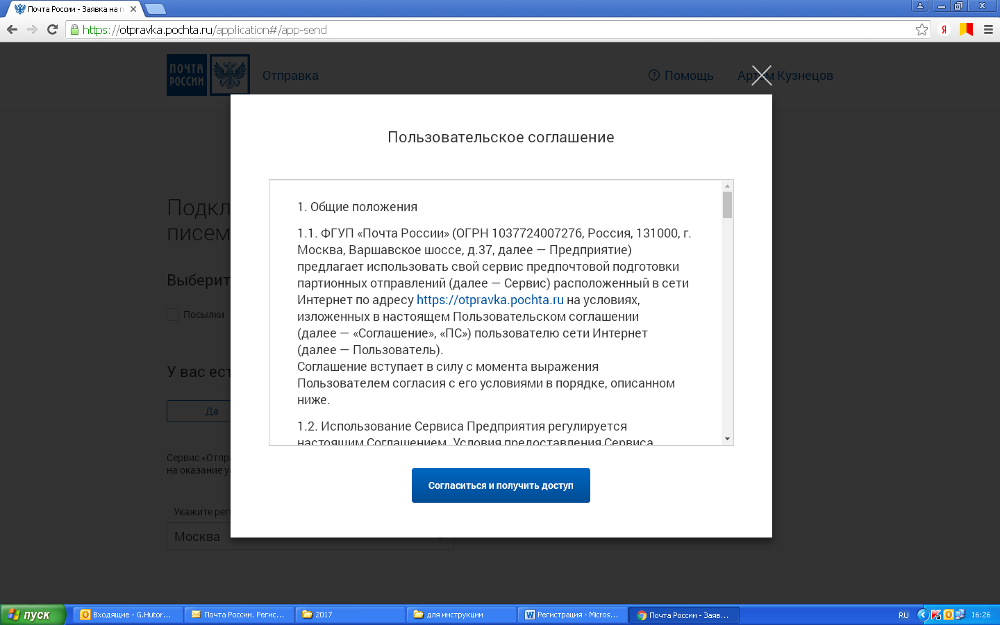 Почта России - Заявка на п
https://otpravka.pochta.ru/application#/app-send
Я
ПОЧТА
РОССИИ
Отправка
Помощь
Артём Кузнецов
Пользовательское соглашение
1. Общие положения
1.1. ФГУП «Почта России» (ОГРН 1037724007276, Россия, 131000, г.
Москва, Варшавское шоссе, д.37, далее — Предприятие)
предлагает использовать свой сервис предпочтовой подготовки
партионных отправлений (далее — Сервис) расположенный в сети
Интернет по адресу https://otpravka.pochta.ru на условиях,
изложенных в настоящем Пользовательском соглашении
(далее — «Соглашение», «ПС») пользователю сети Интернет
(далее — Пользователь).
Соглашение вступает в силу с момента выражения
Пользователем согласия с его условиями в порядке, описанном
ниже.
1.2. Использование Сервиса Предприятия регулируется
настоящим Соглашением. Условия предоставления Сервиса
Согласиться и получить доступ
Подкл
писем
Выберит
Посылки
У вас ест
Да
Сервис «Отпра
на оказание ус
Укажите реги
Москва
пуск
Входящие - G.Hutor...
Почта России. Регис...
2017
для инструкции
Регистрация - Micros...
Почта России - Заяв...
RU
16:26